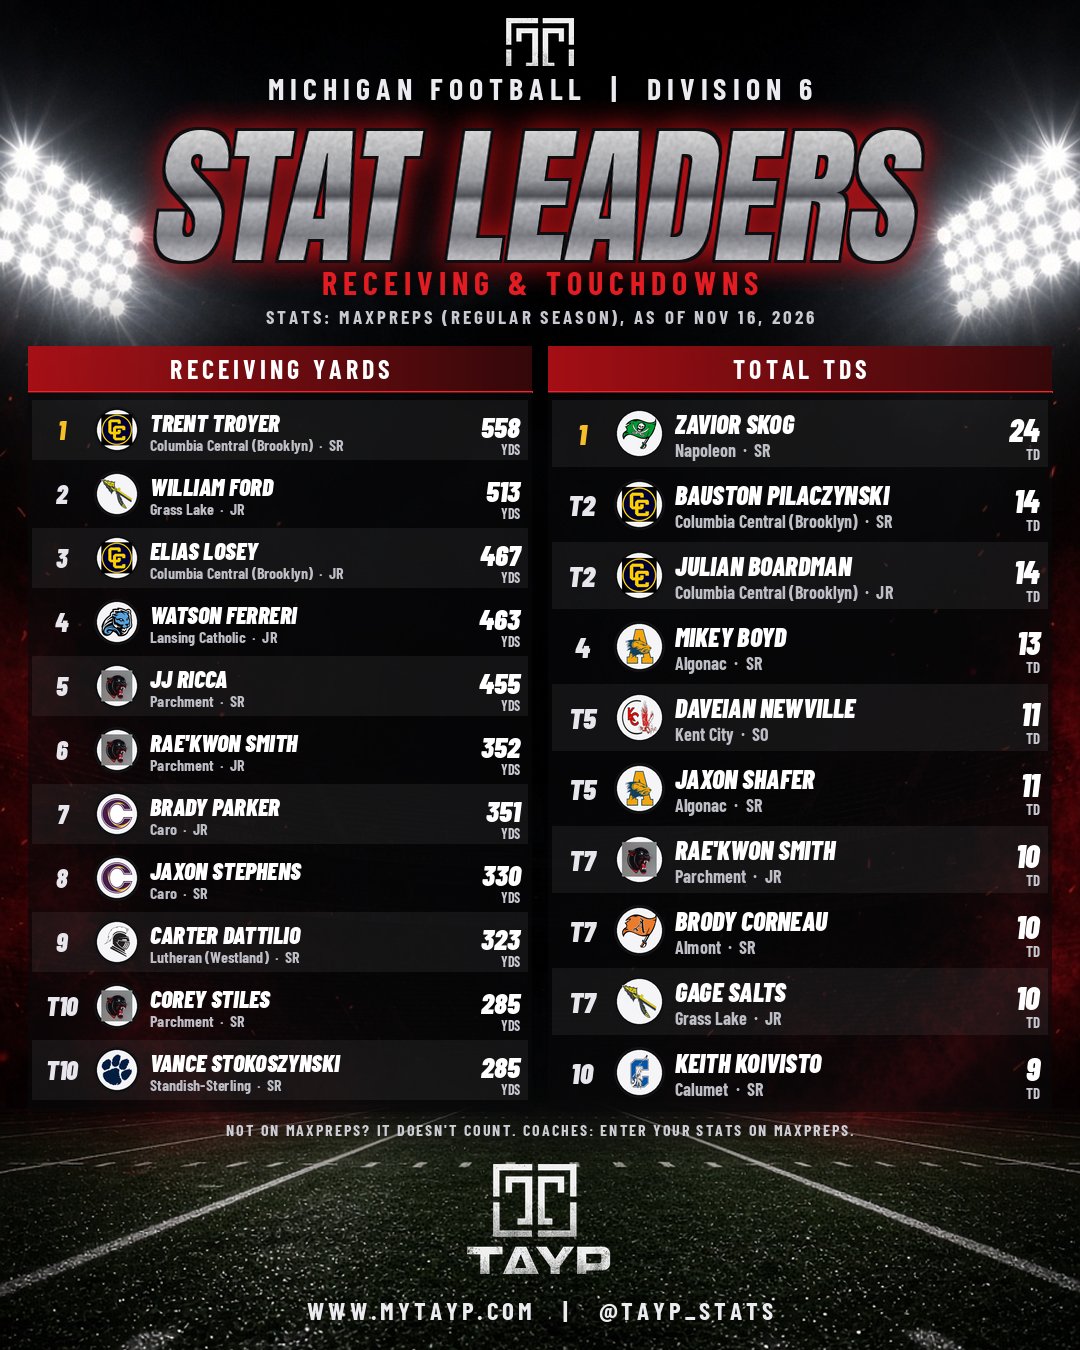 MICHIGAN FOOTBALL | DIVISION 6
STAT LEADERS
RECEIVING & TOUCHDOWNS
STATS: MAXPREPS (REGULAR SEASON), AS OF NOV 16, 2026
RECEIVING YARDS
1 TRENT TROYER 558
Columbia Central (Brooklyn) · SR YDS
2 WILLIAM FORD 513
Grass Lake · JR YDS
3 ELIAS LOSEY 467
Columbia Central (Brooklyn) · JR YDS
4 WATSON FERRERI 463
Lansing Catholic · JR YDS
5 JJ RICCA 455
Parchment · SR YDS
6 RAE'KWON SMITH 352
Parchment · JR YDS
7 BRADY PARKER 351
Caro · JR YDS
8 JAXON STEPHENS 330
Caro · SR YDS
9 CARTER DATTILIO 323
Lutheran (Westland) · SR YDS
T10 COREY STILES 285
Parchment · SR YDS
T10 VANCE STOKOSZYNSKI 285
Standish-Sterling · SR YDS
TOTAL TDS
1 ZAVIOR SKOG 24
Napoleon · SR TD
T2 BAUSTON PILACZYNSKI 14
Columbia Central (Brooklyn) · SR TD
T2 JULIAN BOARDMAN 14
Columbia Central (Brooklyn) · JR TD
4 MIKEY BOYD 13
Algonac · SR TD
T5 DAVEIAN NEWVILLE 11
Kent City · SO TD
T5 JAXON SHAFER 11
Algonac · SR TD
T7 RAE'KWON SMITH 10
Parchment · JR TD
T7 BRODY CORNEAU 10
Almont · SR TD
T7 GAGE SALTS 10
Grass Lake · JR TD
10 KEITH KOIVISTO 9
Calumet · SR TD
NOT ON MAXPREPS? IT DOESN'T COUNT. COACHES: ENTER YOUR STATS ON MAXPREPS.
TAYP
WWW.MYTAYP.COM | @TAYP_STATS